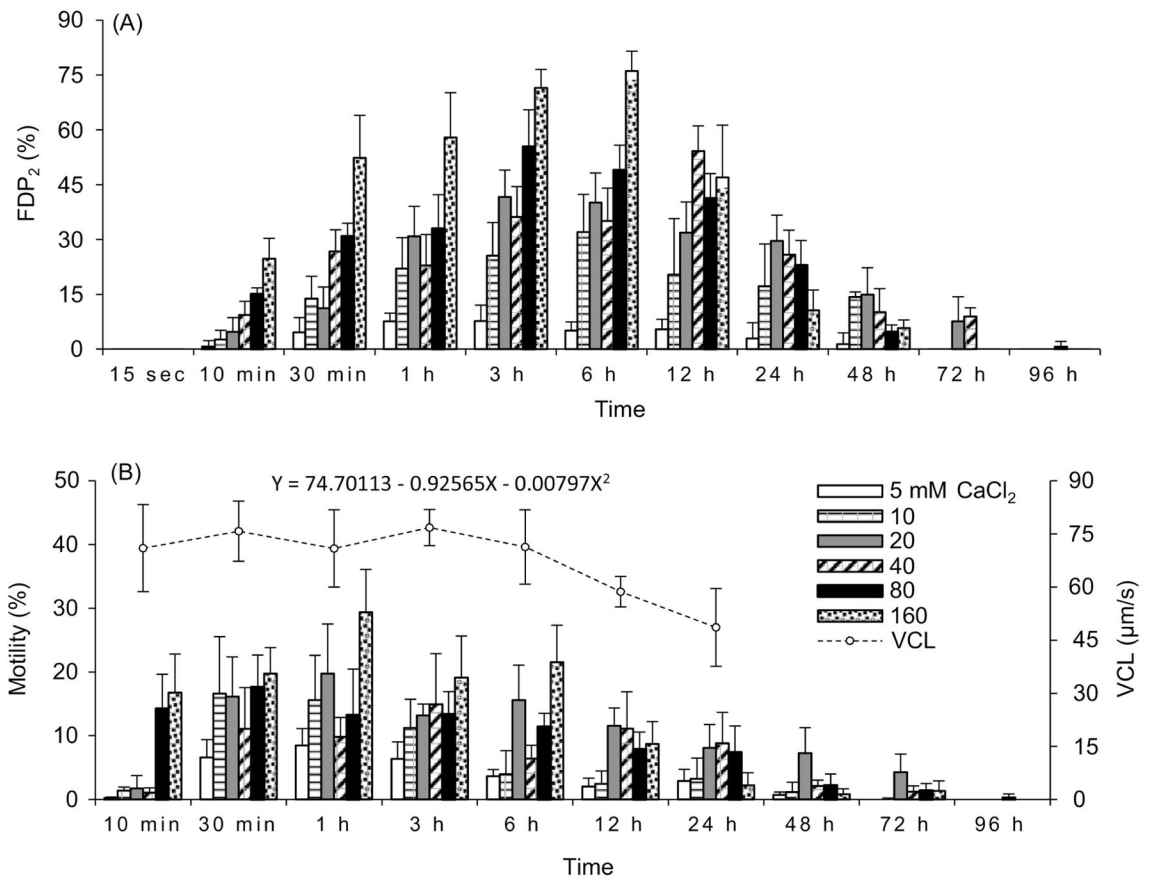 (A)
90
75
60
45
30
15
0
FDP₂ (%)
15 sec 10 min 30 min 1 h 3 h 6 h 12 h 24 h 48 h 72 h 96 h
Time
(B)
Y = 74.70113 - 0.92565X - 0.00797X²
50
40
30
20
10
0
Motility (%)
5 mM CaCl₂
10
20
40
80
160
VCL
90
75
60
45
30
15
0
VCL (µm/s)
10 min 30 min 1 h 3 h 6 h 12 h 24 h 48 h 72 h 96 h
Time